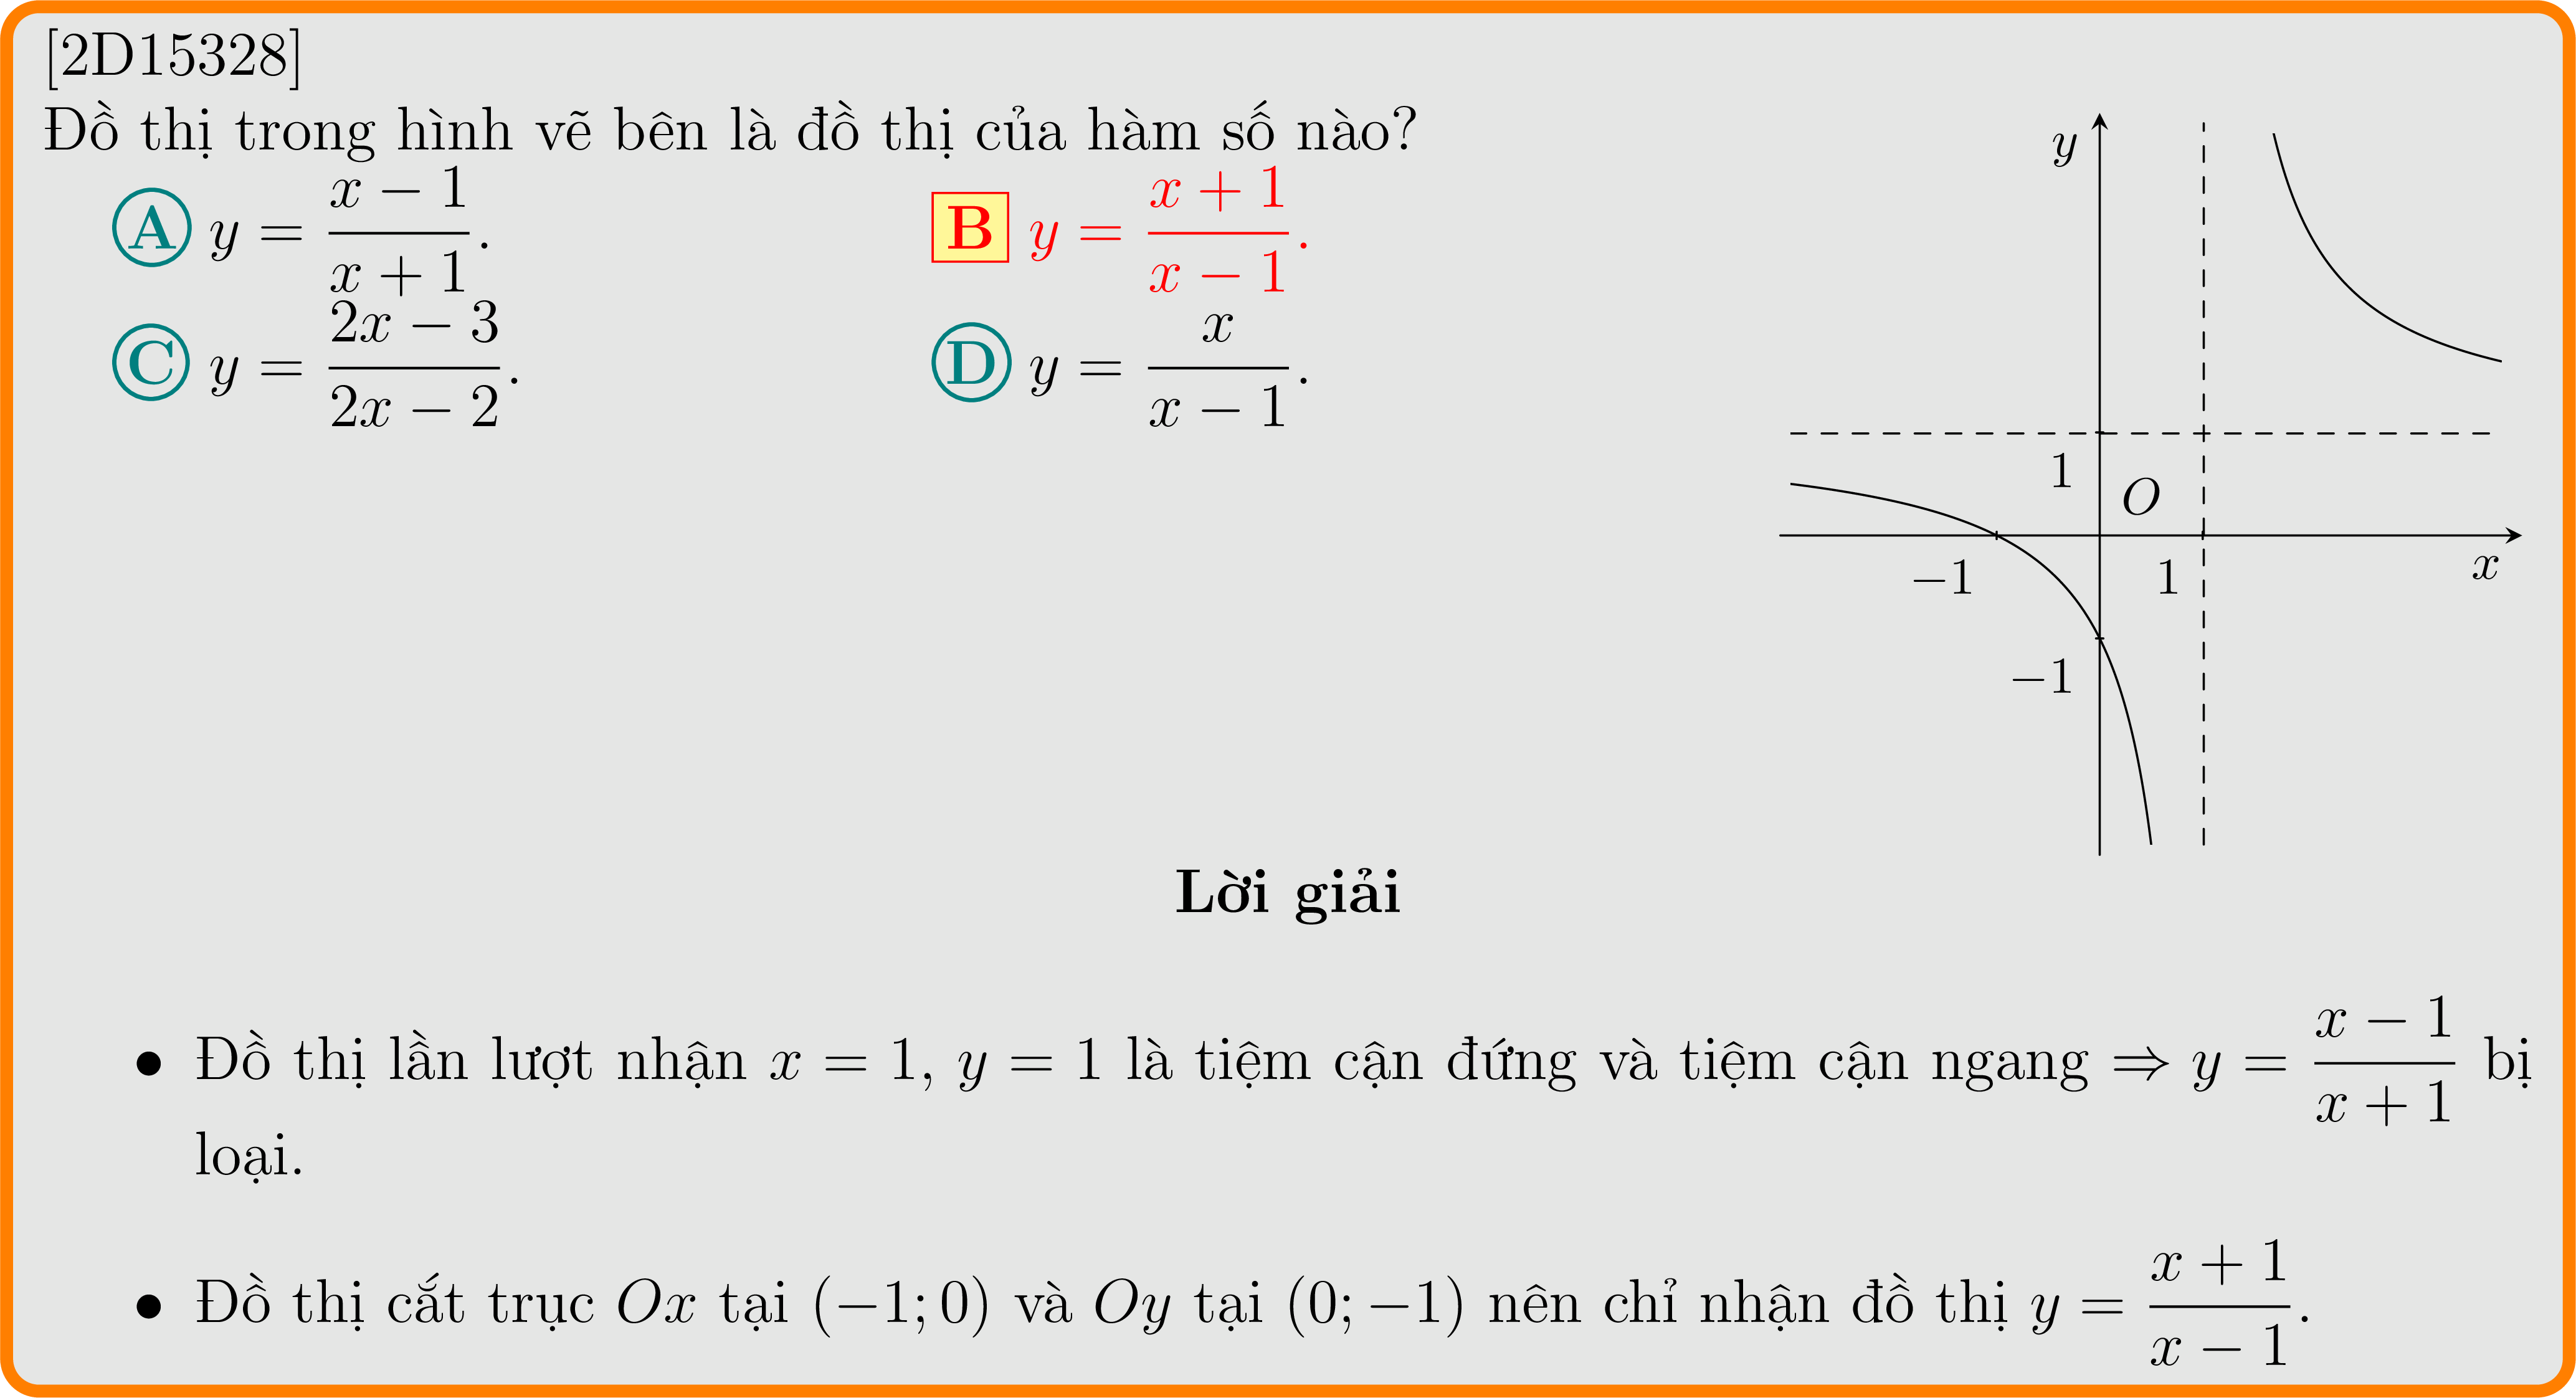 [2D15328]
Đồ thị trong hình vẽ bên là đồ thị của hàm số nào?
A y = \frac{x − 1}{x + 1}.
B y = \frac{x + 1}{x − 1}.
C y = \frac{2x − 3}{2x − 2}.
D y = \frac{x}{x − 1}.
y
1
O
−1
1
x
−1
Lời giải
• Đồ thị lần lượt nhận x = 1, y = 1 là tiệm cận đứng và tiệm cận ngang ⇒ y = \frac{x − 1}{x + 1} bị
loại.
• Đồ thị cắt trục Ox tại (−1; 0) và Oy tại (0; −1) nên chỉ nhận đồ thị y = \frac{x + 1}{x − 1}.